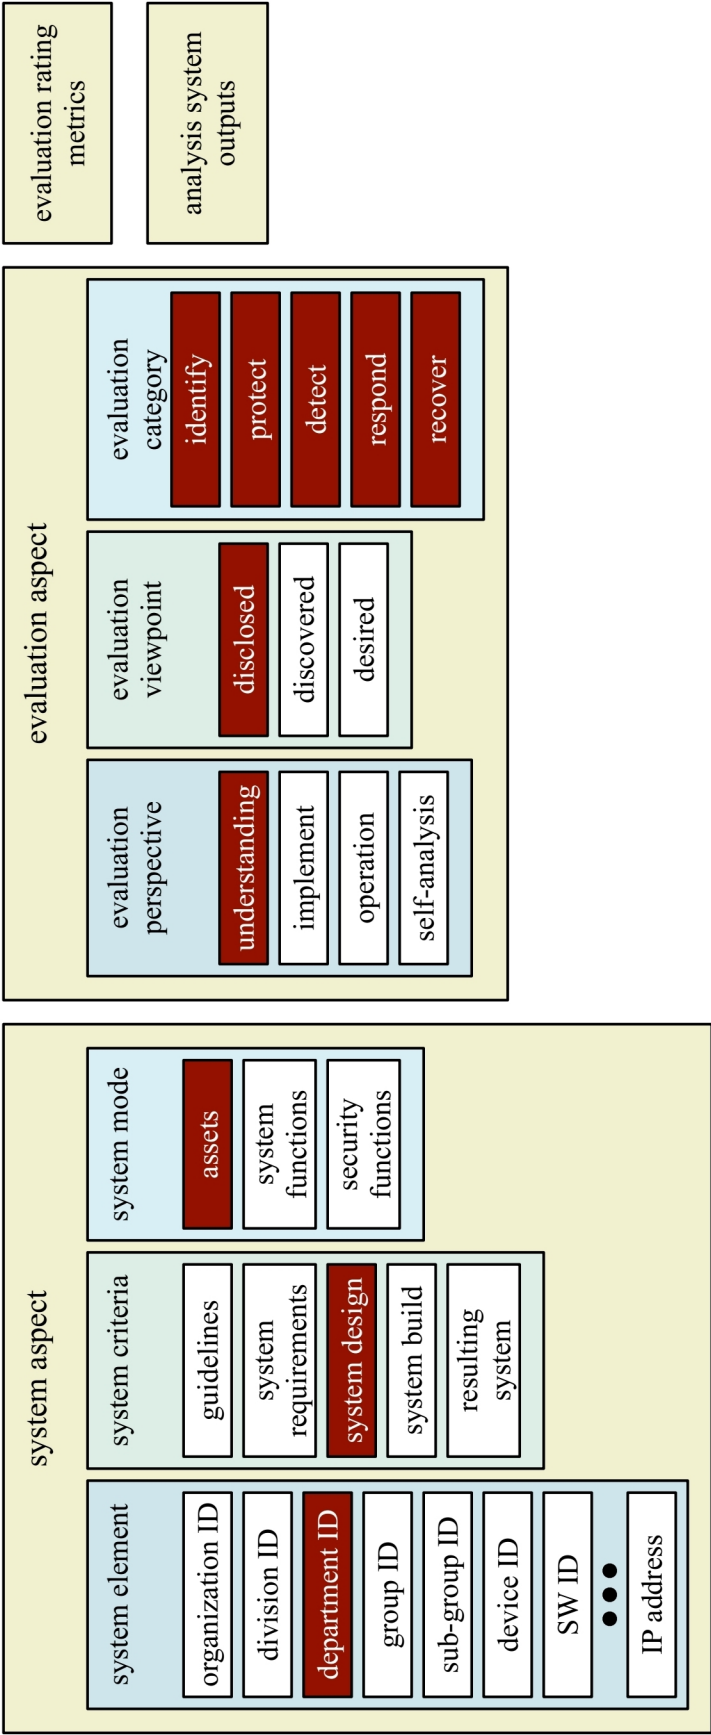 system aspect
system element
organization ID
division ID
department ID
group ID
sub-group ID
device ID
SW ID
IP address
system criteria
guidelines
system
requirements
system design
system build
resulting
system
system mode
assets
system
functions
security
functions
evaluation aspect
evaluation
perspective
understanding
implement
operation
self-analysis
evaluation
viewpoint
disclosed
discovered
desired
evaluation
category
identify
protect
detect
respond
recover
evaluation rating
metrics
analysis system
outputs